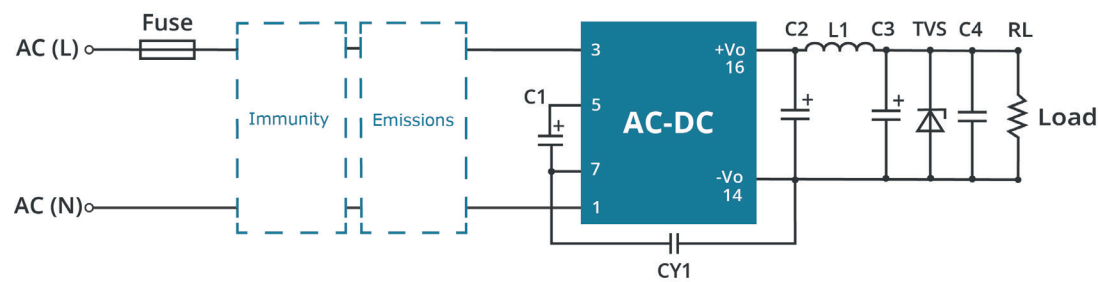 Fuse
C2
L1
C3
TVS
C4
RL
AC (L)
3
+Vo
16
C1
5
Immunity
Emissions
AC-DC
Load
7
-Vo
14
AC (N)
1
CY1
+
+
+